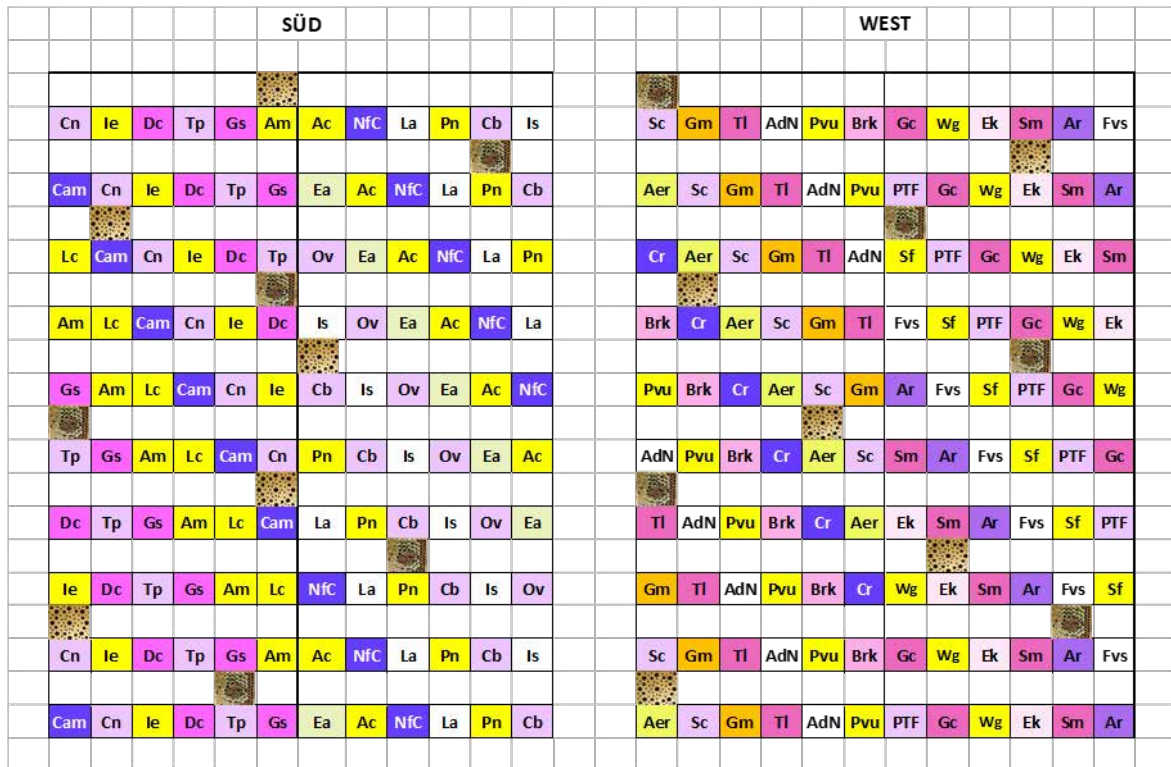 SÜD WEST
Cn Ie Dc Tp Gs Am Ac NfC La Pn Cb Is Sc Gm Tl AdN Pvu Brk Gc Wg Ek Sm Ar Fvs
Cam Cn Ie Dc Tp Gs Ea Ac NfC La Pn Cb Aer Sc Gm Tl AdN Pvu PTF Gc Wg Ek Sm Ar
Lc Cam Cn Ie Dc Tp Ov Ea Ac NfC La Pn Cr Aer Sc Gm Tl AdN Sf PTF Gc Wg Ek Sm
Am Lc Cam Cn Ie Dc Is Ov Ea Ac NfC La Brk Cr Aer Sc Gm Tl Fvs Sf PTF Gc Wg Ek
Gs Am Lc Cam Cn Ie Cb Is Ov Ea Ac NfC Pvu Brk Cr Aer Sc Gm Ar Fvs Sf PTF Gc Wg
Tp Gs Am Lc Cam Cn Pn Cb Is Ov Ea Ac AdN Pvu Brk Cr Aer Sc Sm Ar Fvs Sf PTF Gc
Dc Tp Gs Am Lc Cam La Pn Cb Is Ov Ea Tl AdN Pvu Brk Cr Aer Ek Sm Ar Fvs Sf PTF
Ie Dc Tp Gs Am Lc NfC La Pn Cb Is Ov Gm Tl AdN Pvu Brk Cr Wg Ek Sm Ar Fvs Sf
Cn Ie Dc Tp Gs Am Ac NfC La Pn Cb Is Sc Gm Tl AdN Pvu Brk Gc Wg Ek Sm Ar Fvs
Cam Cn Ie Dc Tp Gs Ea Ac NfC La Pn Cb Aer Sc Gm Tl AdN Pvu PTF Gc Wg Ek Sm Ar